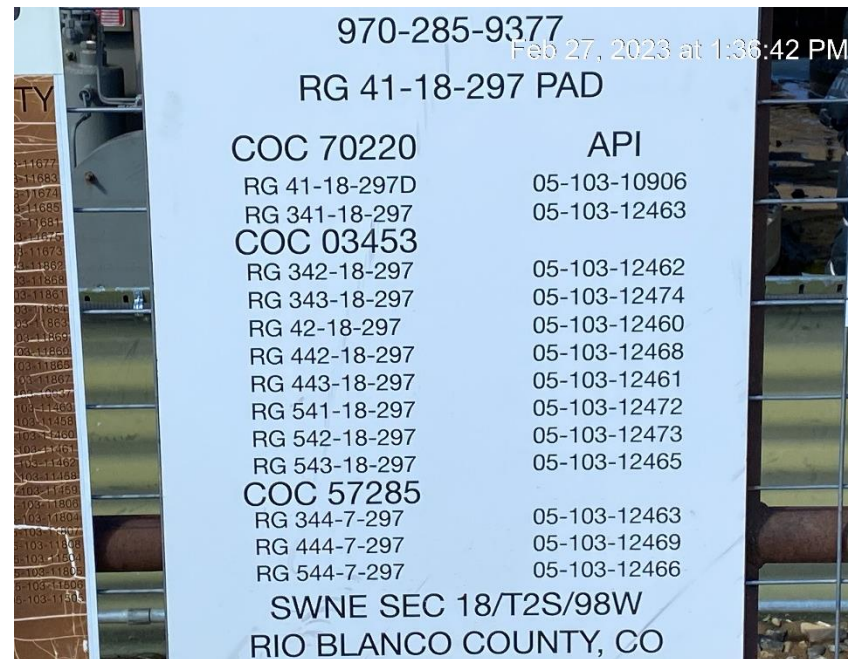 970-285-9377
Feb 27, 2023 at 1:36:42 PM
RG 41-18-297 PAD
COC 70220 API
RG 41-18-297D 05-103-10906
RG 341-18-297 05-103-12463
COC 03453
RG 342-18-297 05-103-12462
RG 343-18-297 05-103-12474
RG 42-18-297 05-103-12460
RG 442-18-297 05-103-12468
RG 443-18-297 05-103-12461
RG 541-18-297 05-103-12472
RG 542-18-297 05-103-12473
RG 543-18-297 05-103-12465
COC 57285
RG 344-7-297 05-103-12463
RG 444-7-297 05-103-12469
RG 544-7-297 05-103-12466
SWNE SEC 18/T2S/98W
RIO BLANCO COUNTY, CO
TY